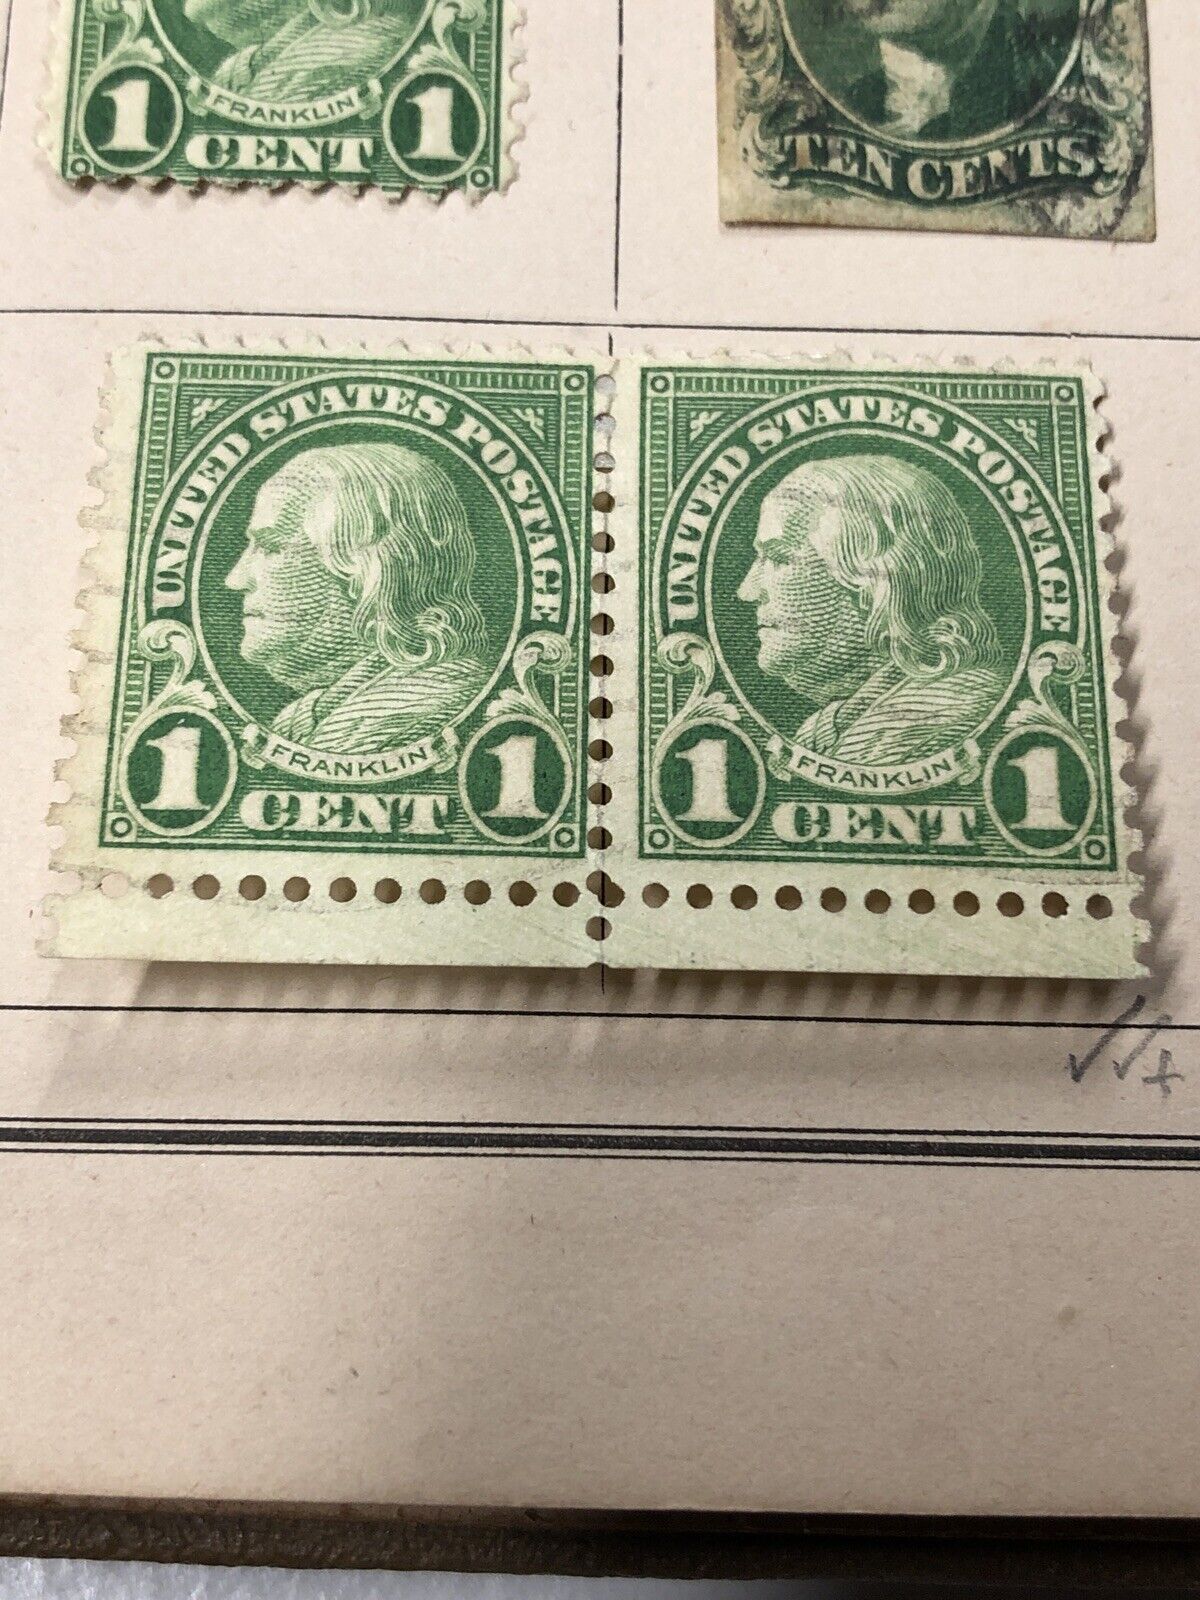 FRANKLIN
1 CENT 1
TEN CENTS.
UNITED STATES POSTAGE
FRANKLIN
1 CENT 1
UNITED STATES POSTAGE
FRANKLIN
1 CENT 1